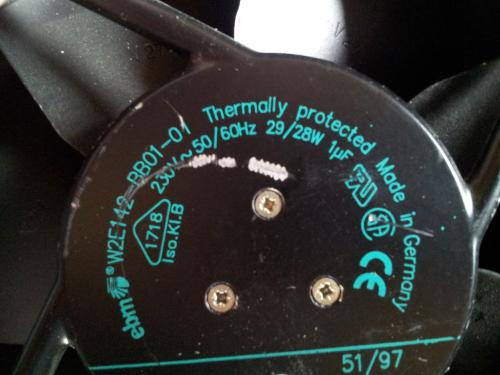 ebm W2E142-BB01-01 Thermally protected Made in Germany
230V~50/60Hz 29/28W 1µF
1718
Iso.Kl.B
CE
51/97